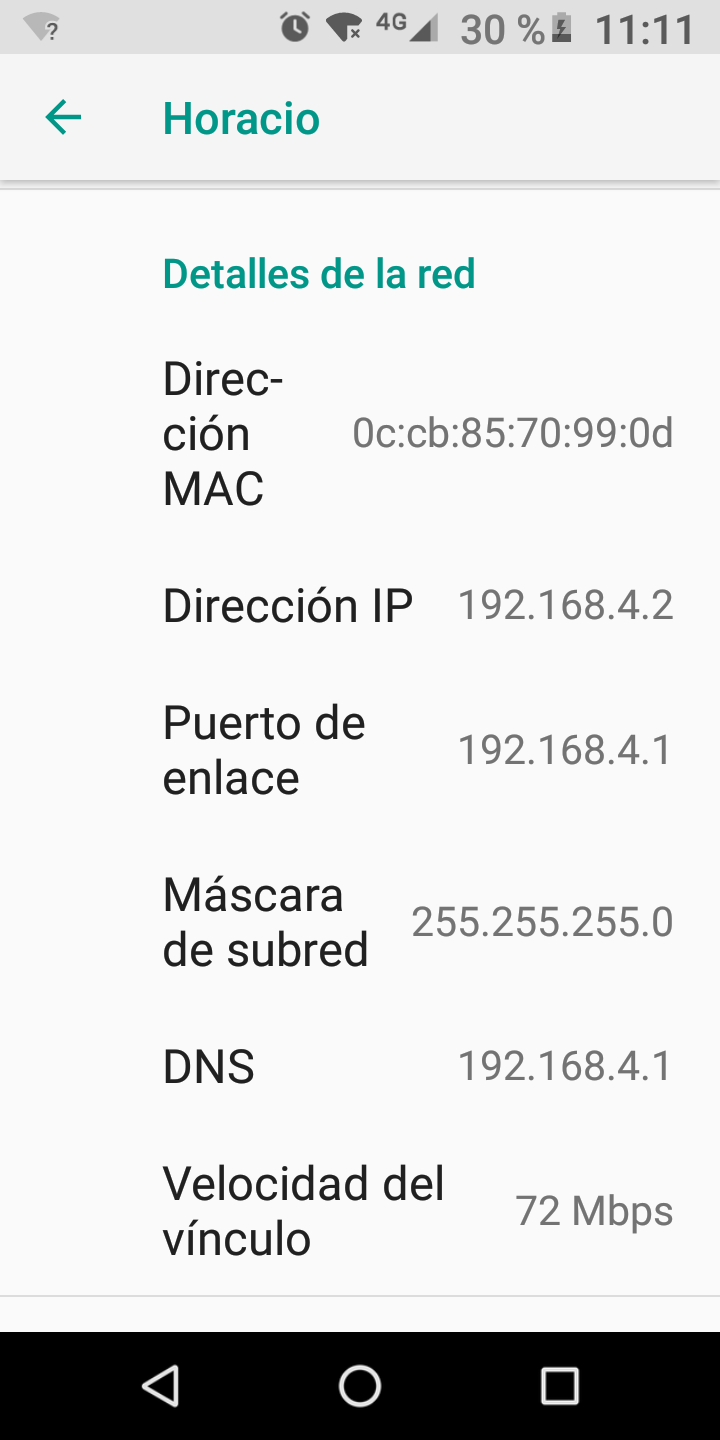 4G 30 % 11:11
Horacio
Detalles de la red
Direc-
ción
MAC
0c:cb:85:70:99:0d
Dirección IP 192.168.4.2
Puerto de
enlace
192.168.4.1
Máscara
de subred
255.255.255.0
DNS 192.168.4.1
Velocidad del
vínculo
72 Mbps